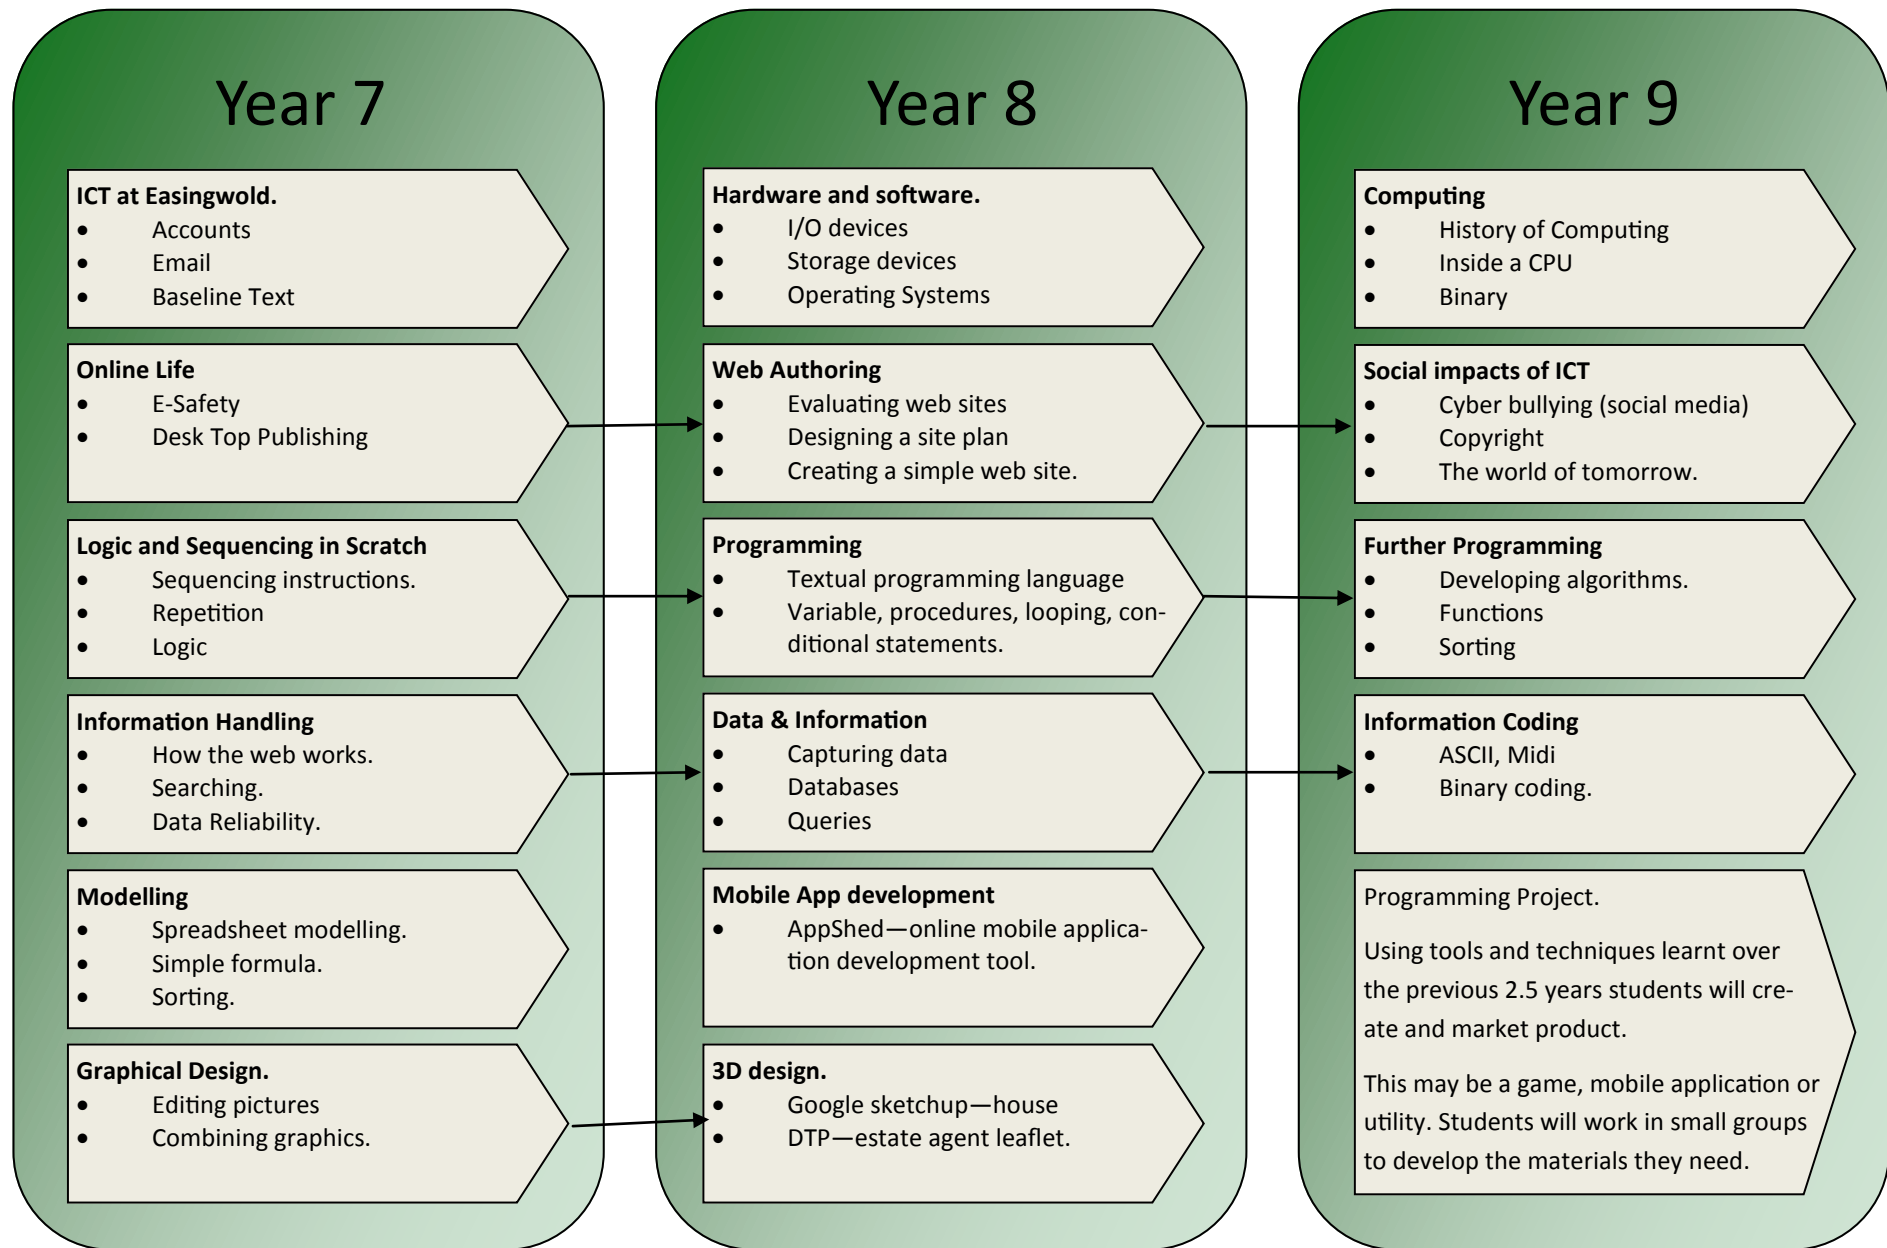 Year 7
ICT at Easingwold.
• Accounts
• Email
• Baseline Text
Online Life
• E-Safety
• Desk Top Publishing
Logic and Sequencing in Scratch
• Sequencing instructions.
• Repetition
• Logic
Information Handling
• How the web works.
• Searching.
• Data Reliability.
Modelling
• Spreadsheet modelling.
• Simple formula.
• Sorting.
Graphical Design.
• Editing pictures
• Combining graphics.
Year 8
Hardware and software.
• I/O devices
• Storage devices
• Operating Systems
Web Authoring
• Evaluating web sites
• Designing a site plan
• Creating a simple web site.
Programming
• Textual programming language
• Variable, procedures, looping, con-
ditional statements.
Data & Information
• Capturing data
• Databases
• Queries
Mobile App development
• AppShed—online mobile applica-
tion development tool.
3D design.
• Google sketchup—house
• DTP—estate agent leaflet.
Year 9
Computing
• History of Computing
• Inside a CPU
• Binary
Social impacts of ICT
• Cyber bullying (social media)
• Copyright
• The world of tomorrow.
Further Programming
• Developing algorithms.
• Functions
• Sorting
Information Coding
• ASCII, Midi
• Binary coding.
Programming Project.
Using tools and techniques learnt over
the previous 2.5 years students will cre-
ate and market product.
This may be a game, mobile application or
utility. Students will work in small groups
to develop the materials they need.